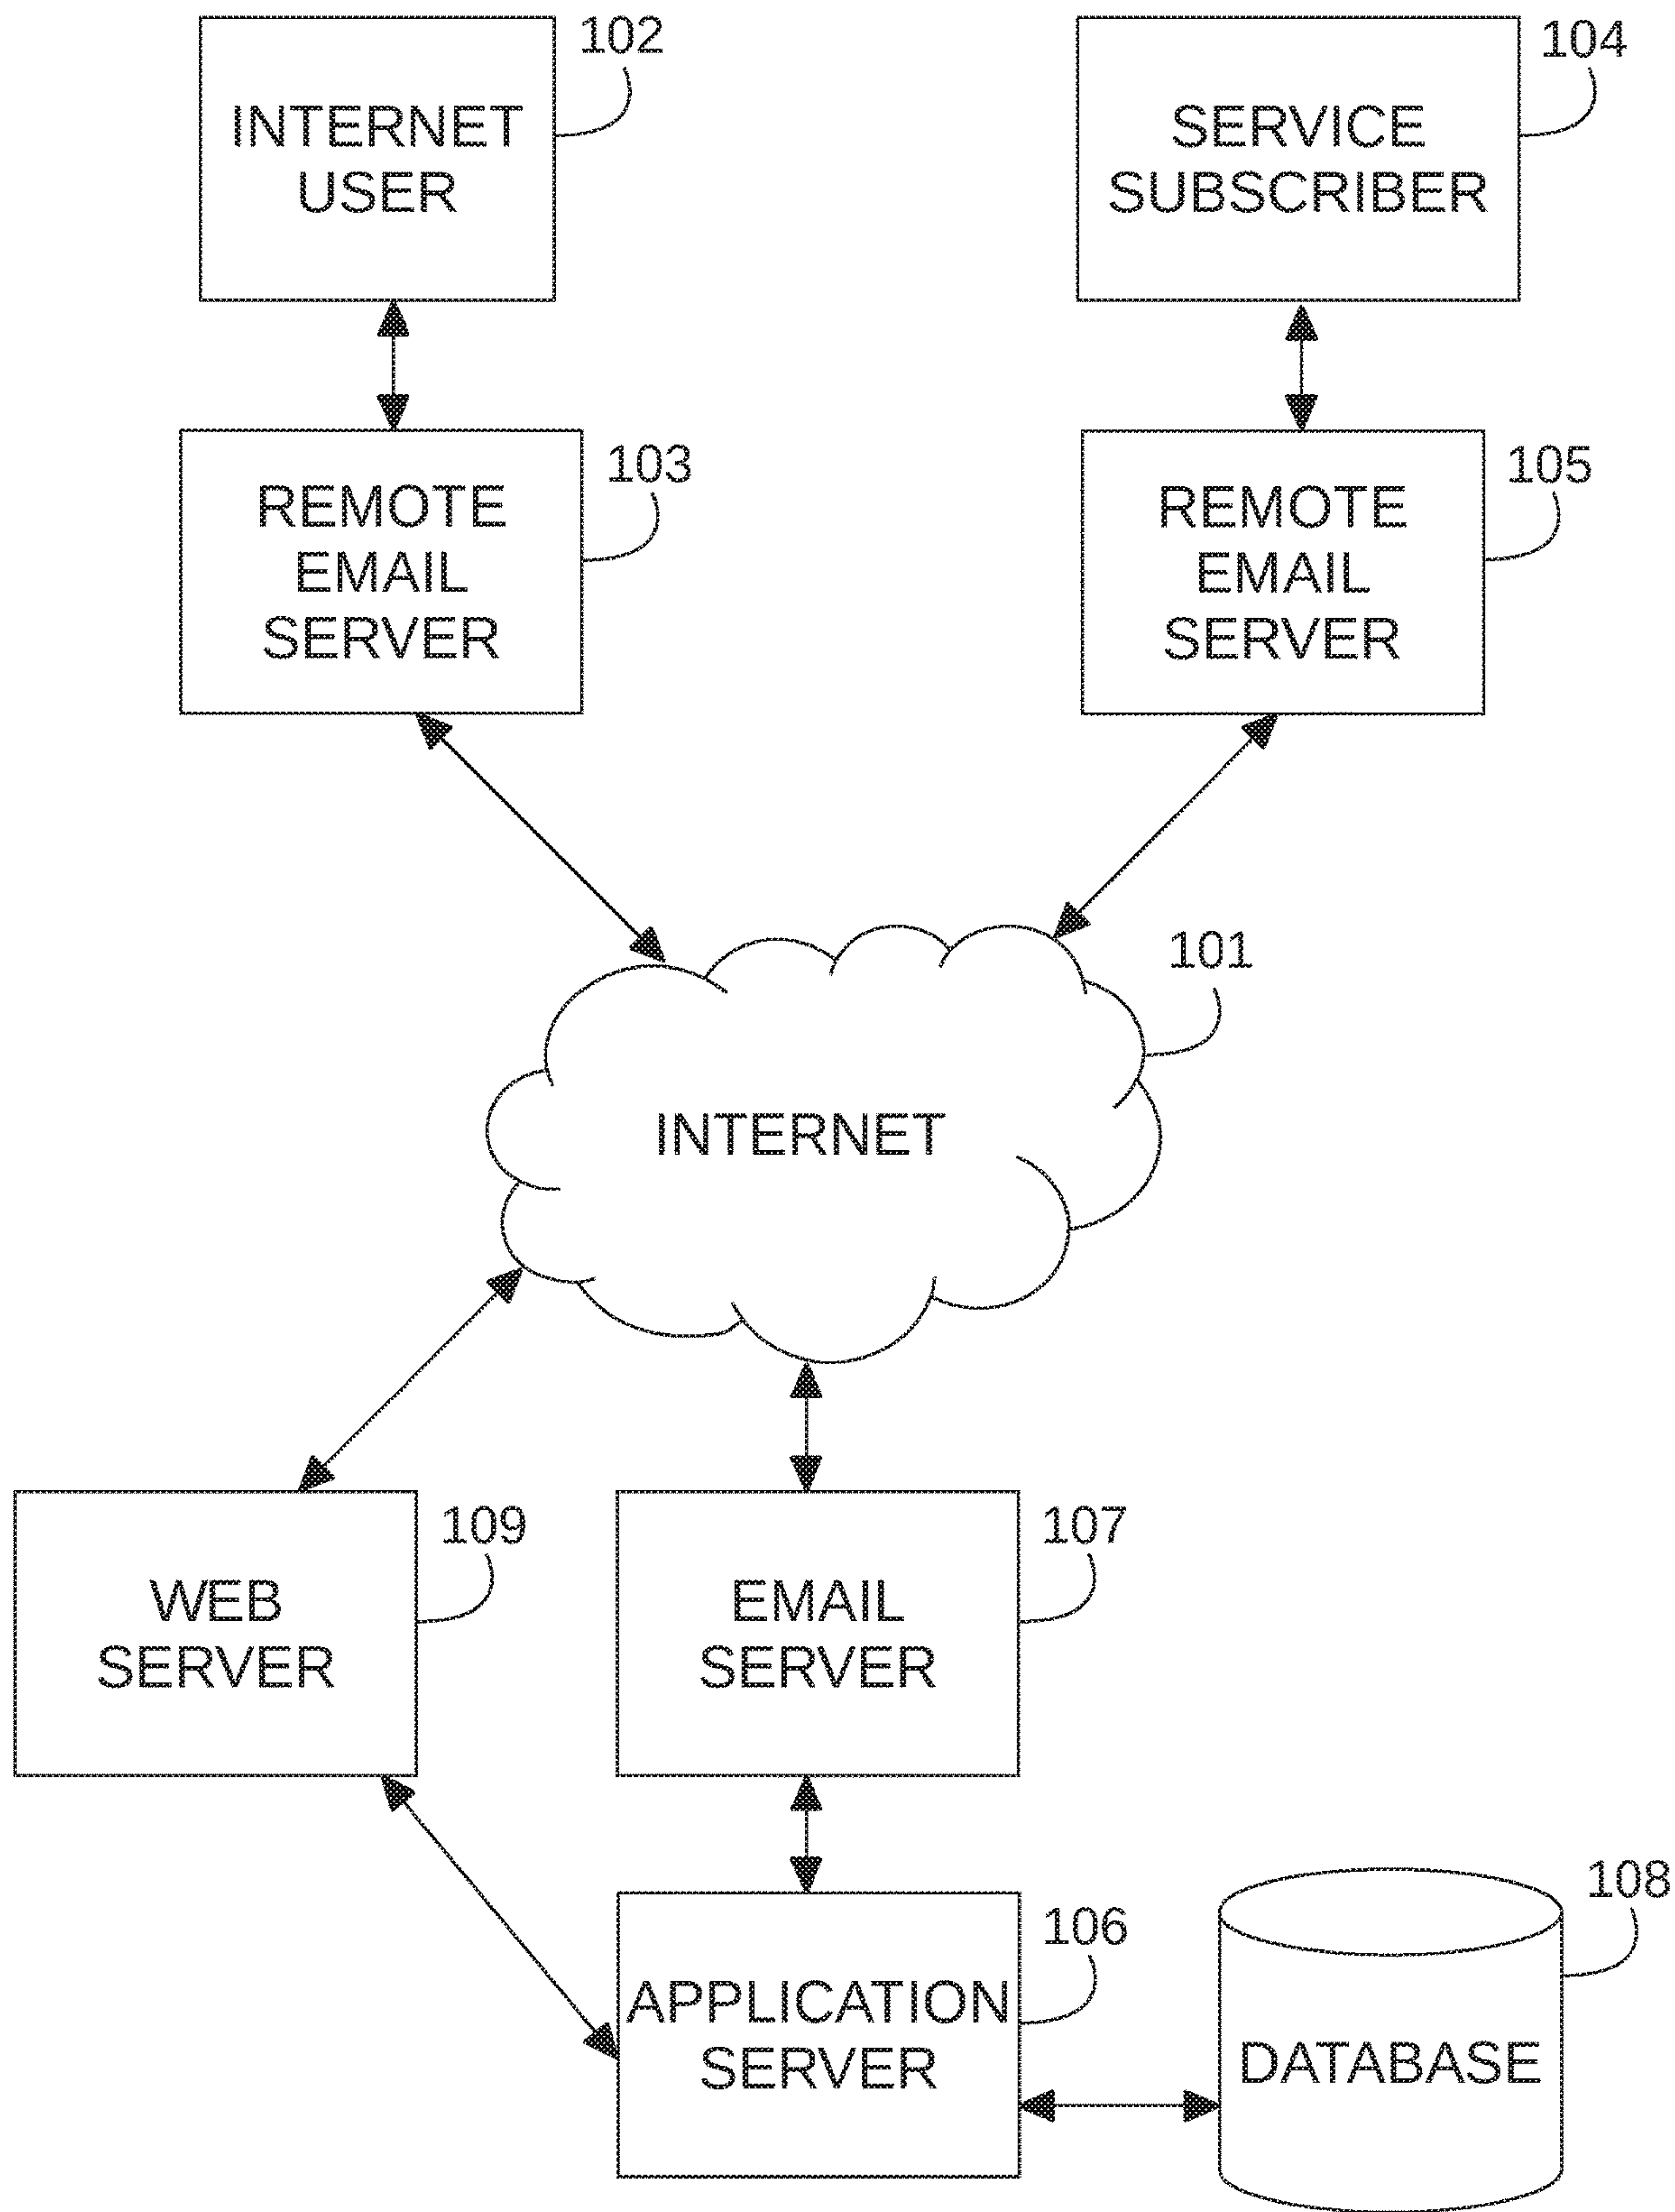 102
INTERNET
USER
104
SERVICE
SUBSCRIBER
103
REMOTE
EMAIL
SERVER
105
REMOTE
EMAIL
SERVER
101
INTERNET
109
WEB
SERVER
107
EMAIL
SERVER
106
APPLICATION
SERVER
108
DATABASE